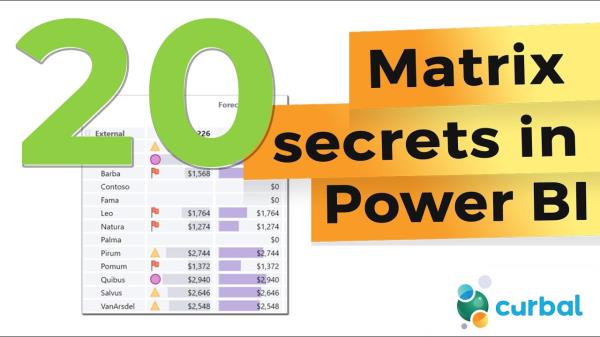 20
Matrix
secrets in
Power BI
Forec
External 226
Barba $1,568
Contoso $0
Fama $0
Leo $1,764 $1,764
Natura $1,274 $1,274
Palma $0
Pirum $2,744 $2,744
Pomum $1,372 $1,372
Quibus $2,940 $2,940
Salvus $2,646 $2,646
VanArsdel $2,548 $2,548
curbal